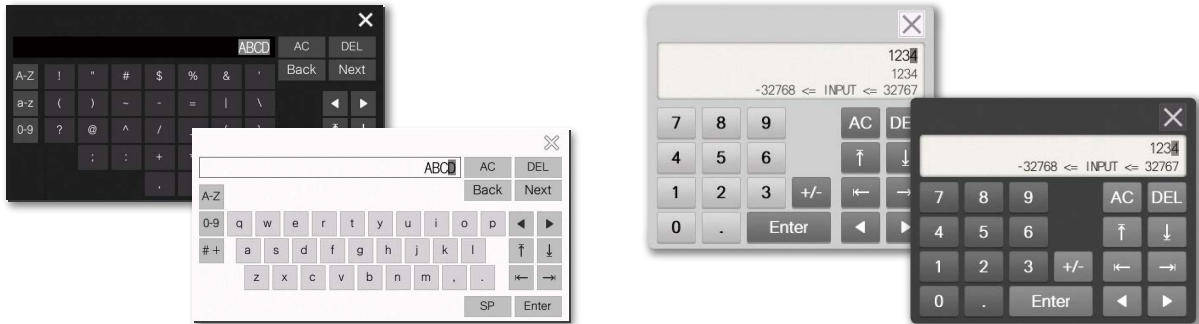 ABCD AC DEL
A-Z ! " # $ % & ' Back Next
a-z ( ) ~ - = | \
0-9 ? @ ^ /
; : +
,
ABCD AC DEL
A-Z Back Next
0-9 q w e r t y u i o p
#+ a s d f g h j k l
z x c v b n m , .
SP Enter
1234
1234
-32768 <= INPUT <= 32767
7 8 9 AC DE
4 5 6
1 2 3 +/-
0 . Enter
1234
-32768 <= INPUT <= 32767
7 8 9 AC DEL
4 5 6
1 2 3 +/-
0 . Enter